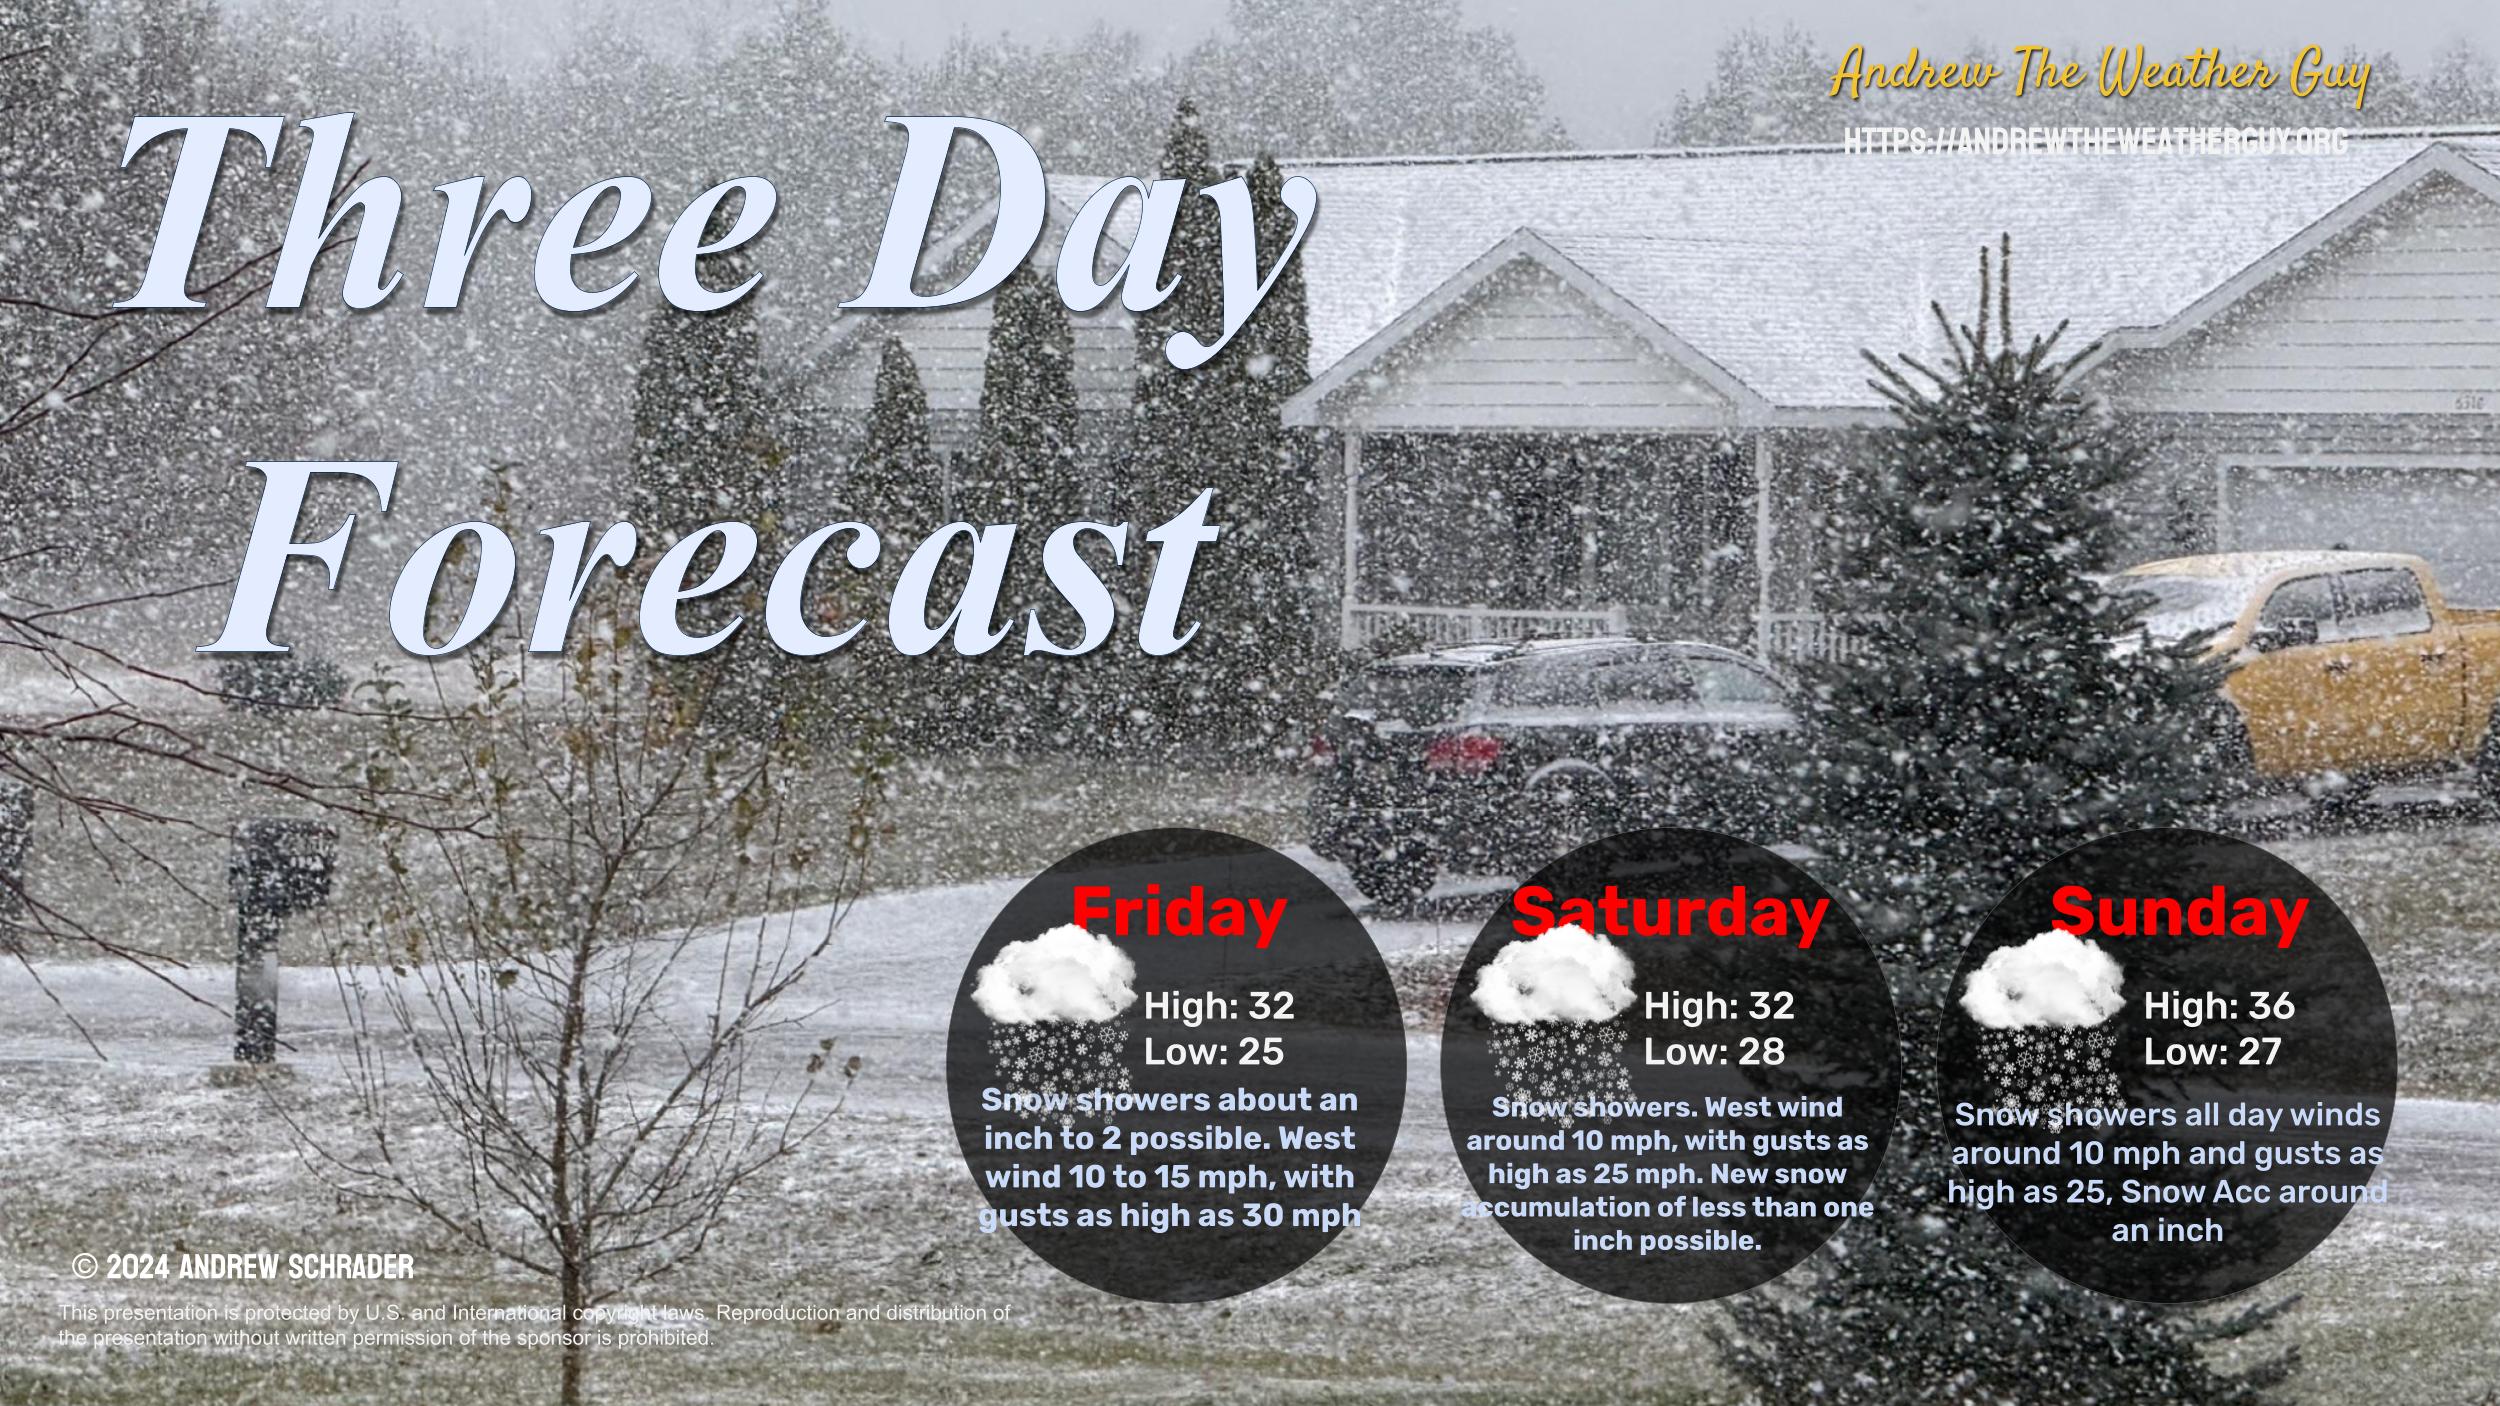 Andrew The Weather Guy
HTTPS://ANDREWTHEWEATHERGUY.ORG
Three Day
Forecast
6316
Friday
High: 32
Low: 25
Snow showers about an
inch to 2 possible. West
wind 10 to 15 mph, with
gusts as high as 30 mph
Saturday
High: 32
Low: 28
Snow showers. West wind
around 10 mph, with gusts as
high as 25 mph. New snow
accumulation of less than one
inch possible.
Sunday
High: 36
Low: 27
Snow showers all day winds
around 10 mph and gusts as
high as 25, Snow Acc around
an inch
© 2024 ANDREW SCHRADER
This presentation is protected by U.S. and International copyright laws. Reproduction and distribution of
the presentation without written permission of the sponsor is prohibited.